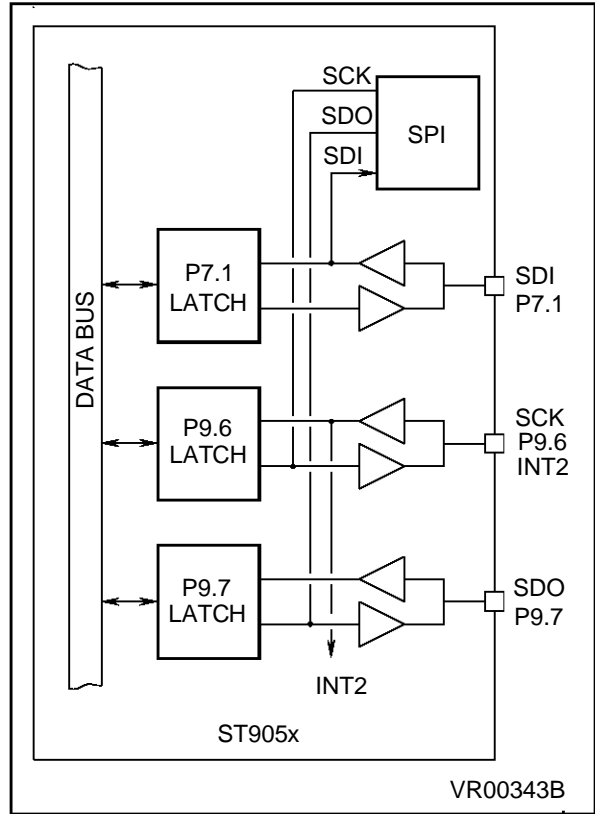 SCK
SDO
SDI
SPI
DATA BUS
P7.1
LATCH
SDI
P7.1
P9.6
LATCH
SCK
P9.6
INT2
P9.7
LATCH
SDO
P9.7
INT2
ST905x
VR00343B